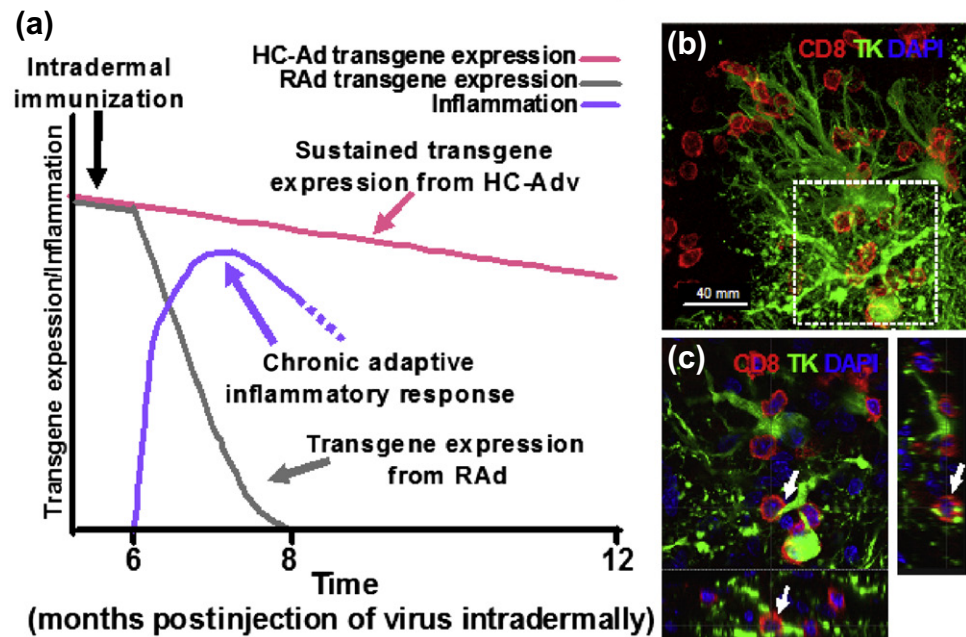 (a)
Intradermal
immunization
HC-Ad transgene expression
RAd transgene expression
Inflammation
Sustained transgene
expression from HC-Adv
Chronic adaptive
inflammatory response
Transgene expression
from RAd
Transgene expession/Inflammation
6
8
12
Time
(months postinjection of virus intradermally)
(b)
CD8 TK DAPI
40 mm
(c)
CD8 TK DAPI